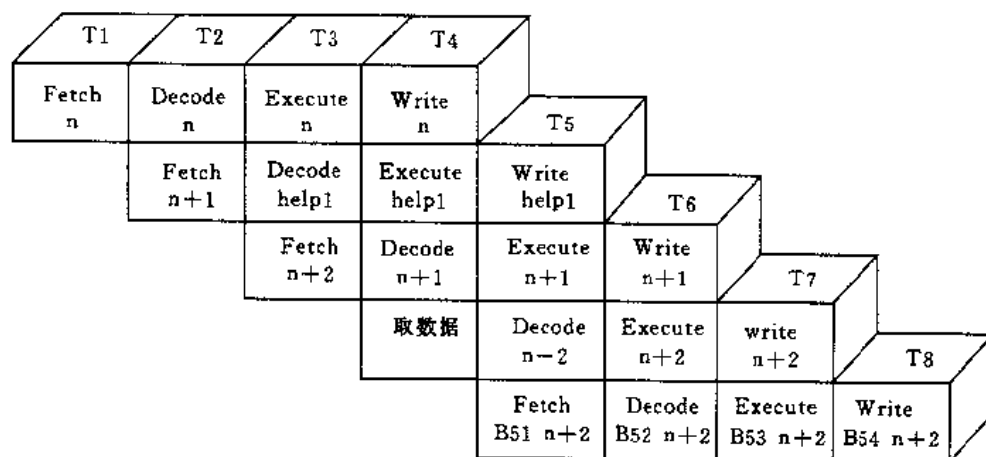 T1 T2 T3 T4
Fetch Decode Execute Write
n n n n
T5
Fetch Decode Execute Write
n+1 help1 help1 help1
T6
Fetch Decode Execute Write
n+2 n+1 n+1 n+1
T7
取数据 Decode Execute write
n-2 n+2 n+2
T8
Fetch Decode Execute Write
B51 n+2 B52 n+2 B53 n+2 B54 n+2